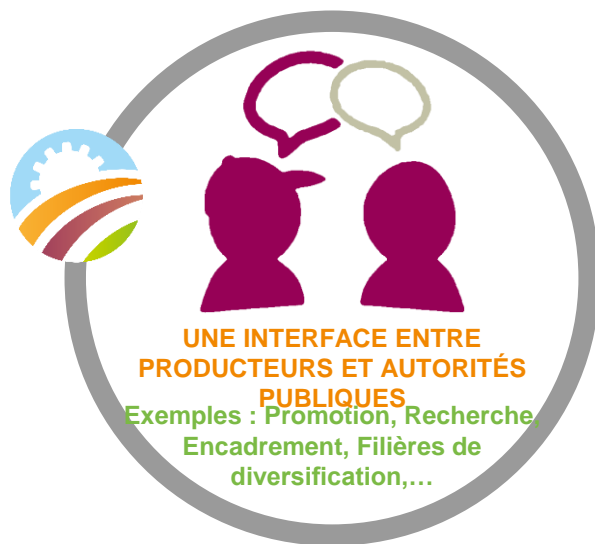 UNE INTERFACE ENTRE
PRODUCTEURS ET AUTORITÉS
PUBLIQUES
Exemples : Promotion, Recherche,
Encadrement, Filières de
diversification,…